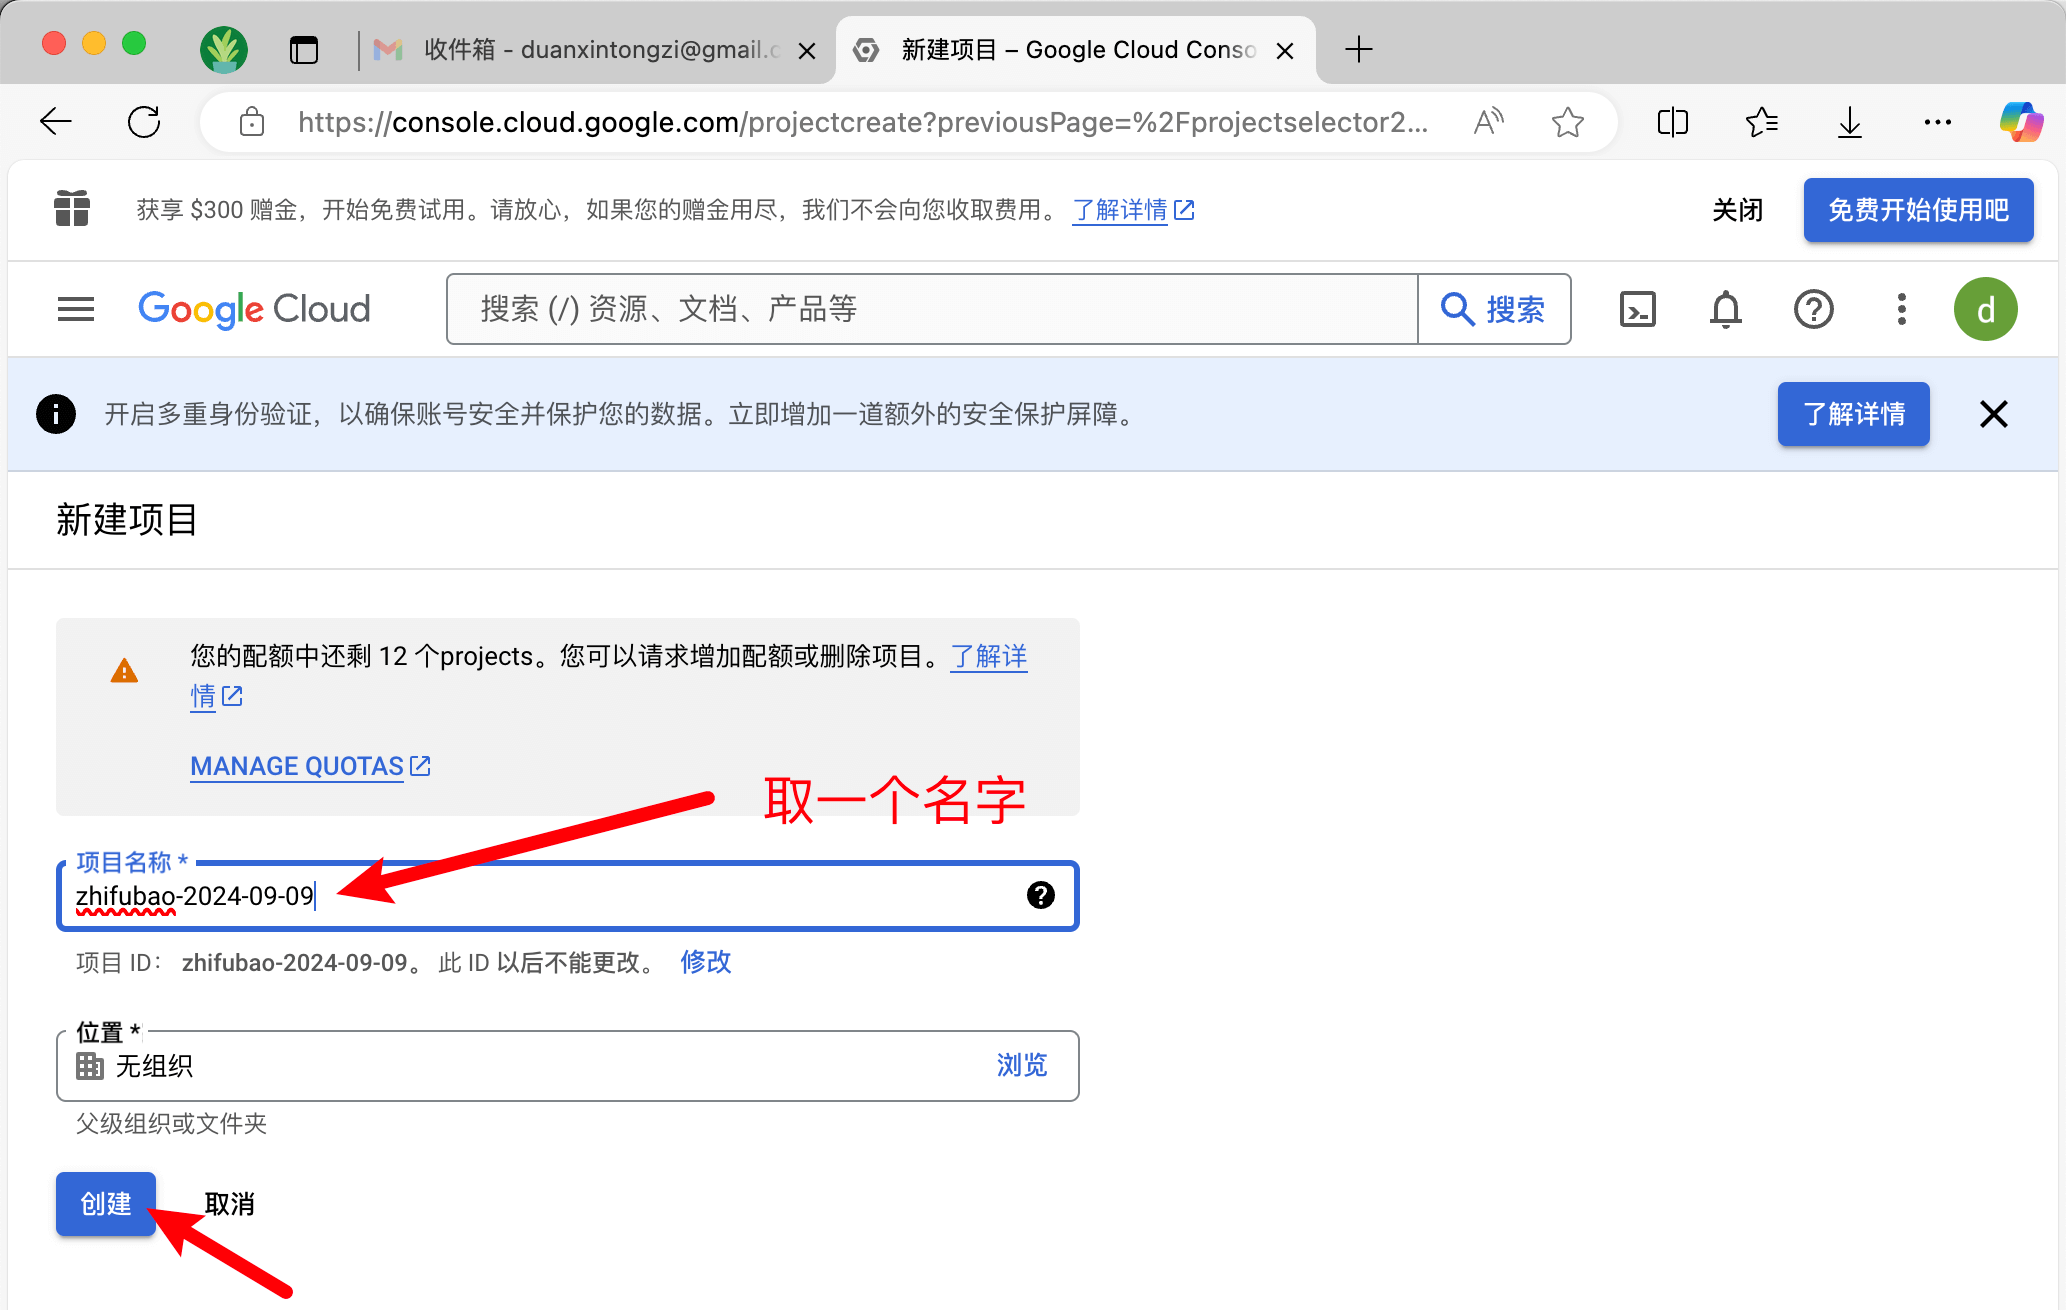 收件箱 - duanxintongzi@gmail.c
新建项目 – Google Cloud Conso
https://console.cloud.google.com/projectcreate?previousPage=%2Fprojectselector2...
获享 $300 赠金，开始免费试用。请放心，如果您的赠金用尽，我们不会向您收取费用。 了解详情
关闭
免费开始使用吧
Google Cloud
搜索 (/) 资源、文档、产品等
搜索
d
开启多重身份验证，以确保账号安全并保护您的数据。立即增加一道额外的安全保护屏障。
了解详情
新建项目
您的配额中还剩 12 个projects。您可以请求增加配额或删除项目。了解详
情
MANAGE QUOTAS
取一个名字
项目名称 *
zhifubao-2024-09-09
项目 ID： zhifubao-2024-09-09。 此 ID 以后不能更改。 修改
位置 *
无组织
浏览
父级组织或文件夹
创建
取消